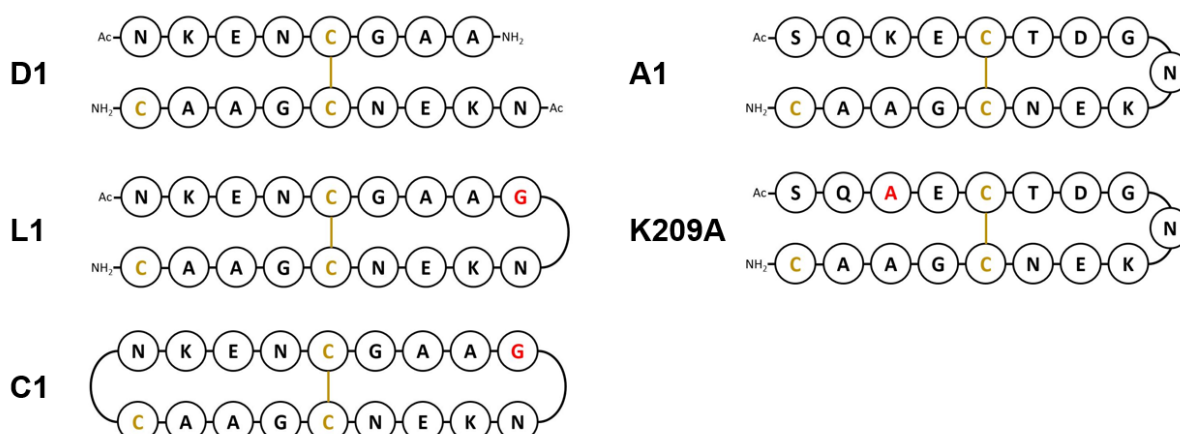 Ac N K E N C G A A NH₂
D1
NH₂ C A A G C N E K N Ac
Ac N K E N C G A A G
L1
NH₂ C A A G C N E K N
N K E N C G A A G
C1
C A A G C N E K N
Ac S Q K E C T D G
A1
N
NH₂ C A A G C N E K
Ac S Q A E C T D G
K209A
N
NH₂ C A A G C N E K